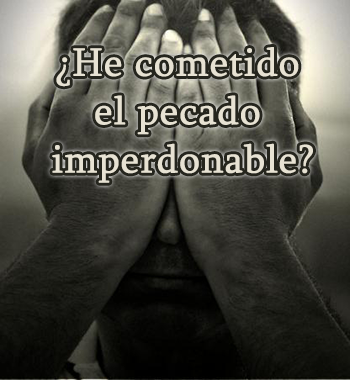 ¿He cometido
el pecado
imperdonable?